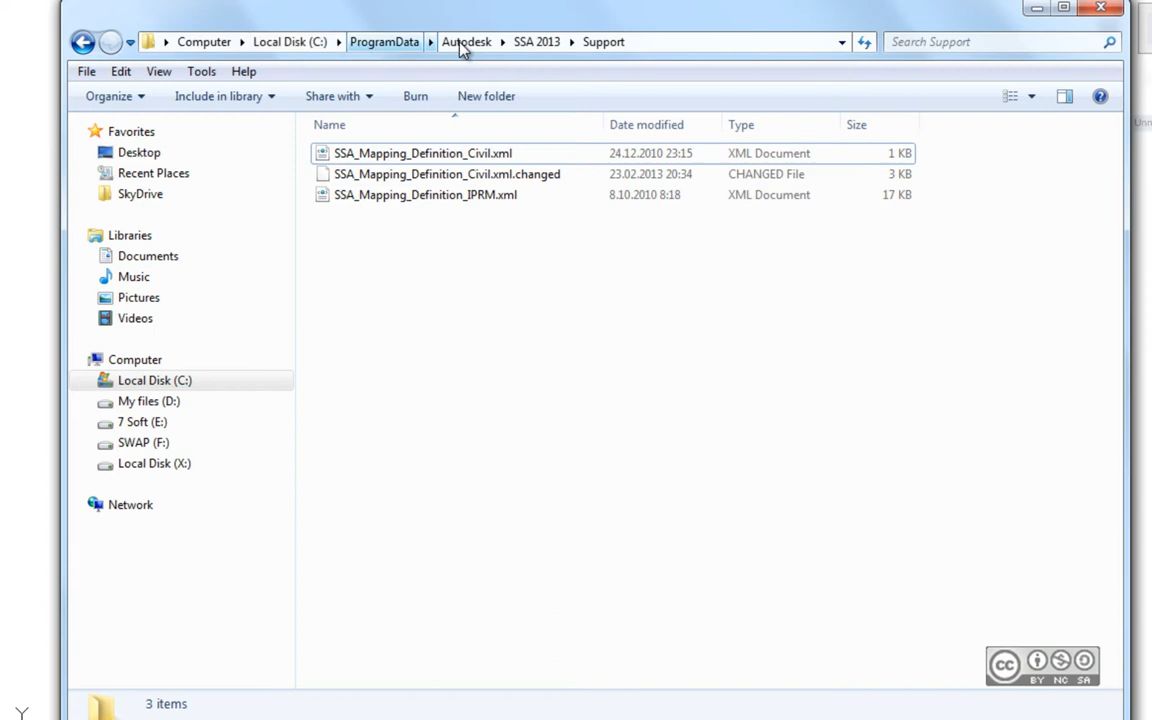 Computer Local Disk (C:) ProgramData Autodesk SSA 2013 Support Search Support
File Edit View Tools Help
Organize Include in library Share with Burn New folder
Name Date modified Type Size
SSA_Mapping_Definition_Civil.xml 24.12.2010 23:15 XML Document 1 KB
SSA_Mapping_Definition_Civil.xml.changed 23.02.2013 20:34 CHANGED File 3 KB
SSA_Mapping_Definition_IPRM.xml 8.10.2010 8:18 XML Document 17 KB
Favorites
Desktop
Recent Places
SkyDrive
Libraries
Documents
Music
Pictures
Videos
Computer
Local Disk (C:)
My files (D:)
7 Soft (E:)
SWAP (F:)
Local Disk (X:)
Network
cc
BY NC SA
3 items
Y